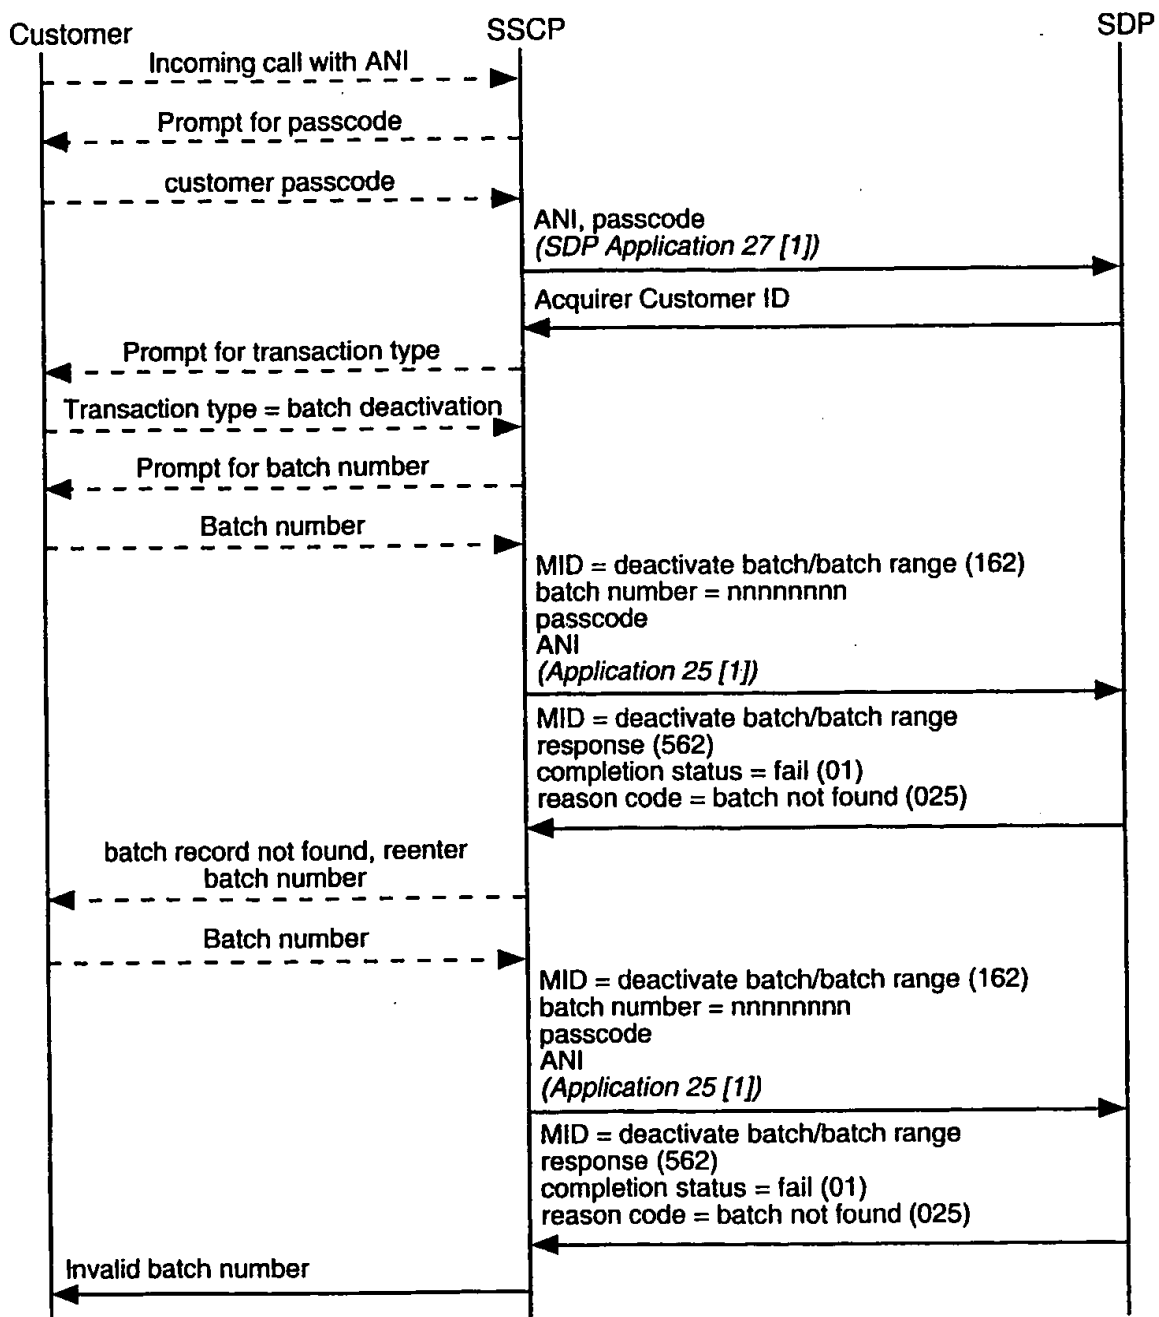 Customer
SSCP
SDP
Incoming call with ANI
Prompt for passcode
customer passcode
ANI, passcode
(SDP Application 27 [1])
Acquirer Customer ID
Prompt for transaction type
Transaction type = batch deactivation
Prompt for batch number
Batch number
MID = deactivate batch/batch range (162)
batch number = nnnnnnnn
passcode
ANI
(Application 25 [1])
MID = deactivate batch/batch range
response (562)
completion status = fail (01)
reason code = batch not found (025)
batch record not found, reenter
batch number
Batch number
MID = deactivate batch/batch range (162)
batch number = nnnnnnnn
passcode
ANI
(Application 25 [1])
MID = deactivate batch/batch range
response (562)
completion status = fail (01)
reason code = batch not found (025)
Invalid batch number